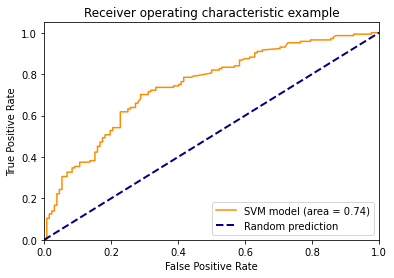 Receiver operating characteristic example
True Positive Rate
1.0
0.8
0.6
0.4
0.2
0.0
SVM model (area = 0.74)
Random prediction
0.0 0.2 0.4 0.6 0.8 1.0
False Positive Rate